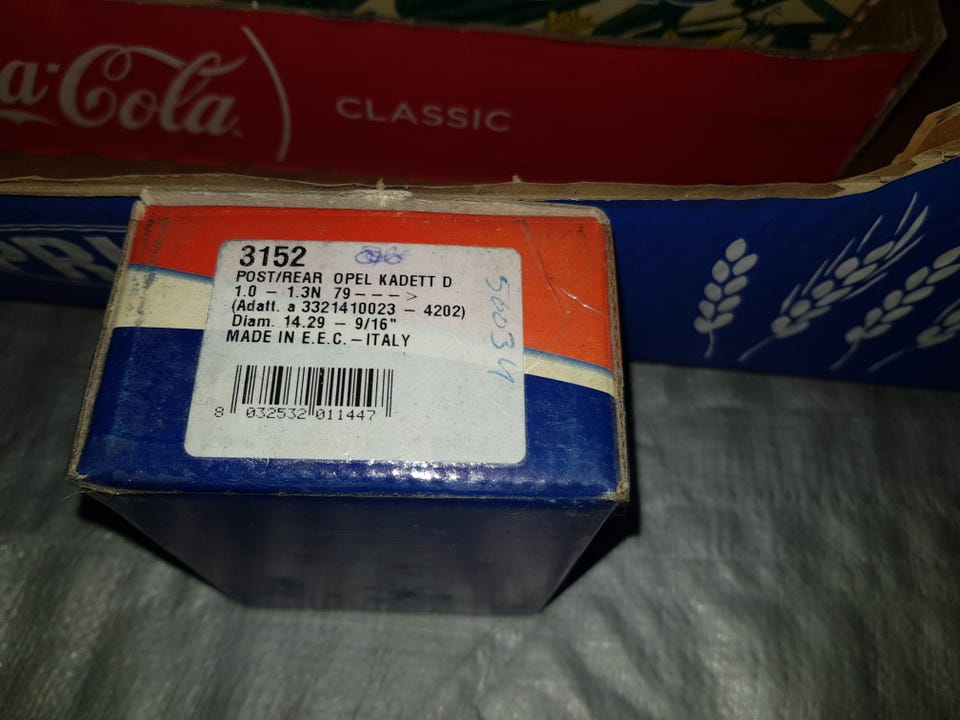 a-Cola
CLASSIC
PRI
3152
POST/REAR OPEL KADETT D
1.0 - 1.3N 79--->
(Adatt. a 3321410023 - 4202)
Diam. 14.29 - 9/16"
MADE IN E.E.C.-ITALY
8 032532 011447
50034